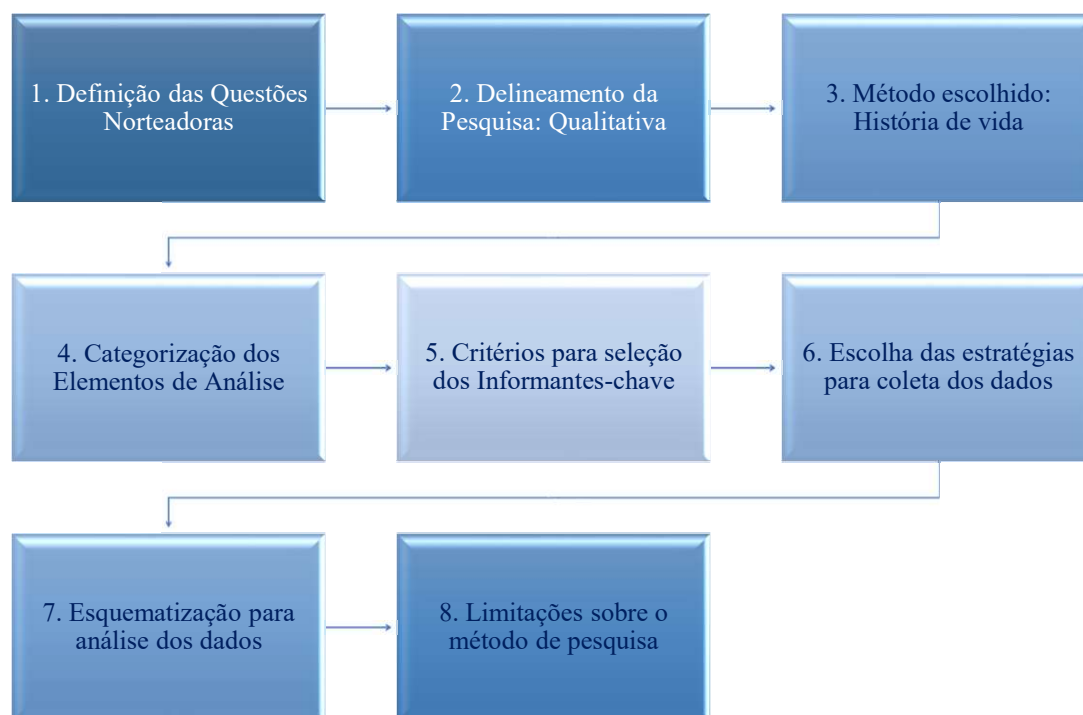 1. Definição das Questões
Norteadoras
2. Delineamento da
Pesquisa: Qualitativa
3. Método escolhido:
História de vida
4. Categorização dos
Elementos de Análise
5. Critérios para seleção
dos Informantes-chave
6. Escolha das estratégias
para coleta dos dados
7. Esquematização para
análise dos dados
8. Limitações sobre o
método de pesquisa